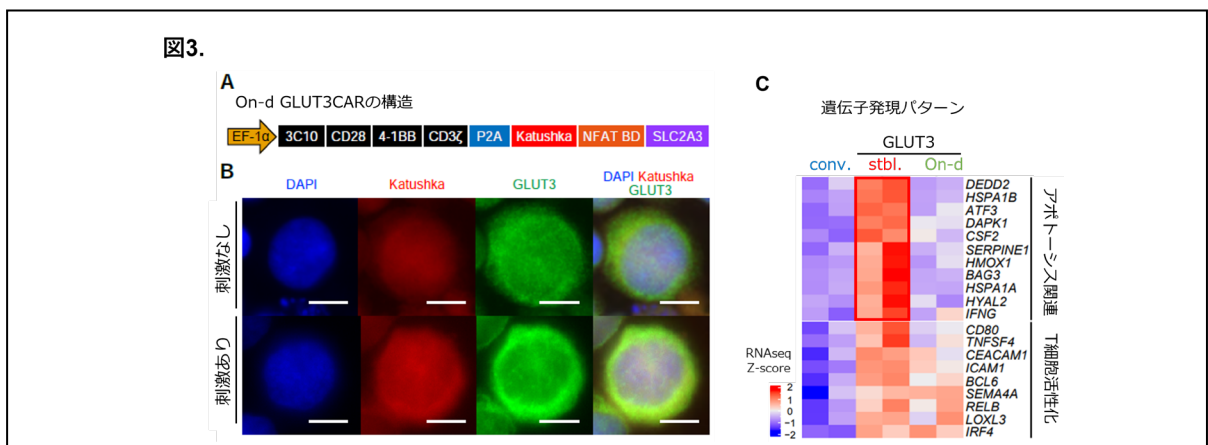 図3.
A
On-d GLUT3CARの構造
EF-1α 3C10 CD28 4-1BB CD3ζ P2A Katushka NFAT BD SLC2A3
B
DAPI Katushka GLUT3 DAPI Katushka GLUT3
刺激なし
刺激あり
C
遺伝子発現パターン
GLUT3
conv. stbl. On-d
DEDD2
HSPA1B
ATF3
DAPK1
CSF2
SERPINE1
HMOX1
BAG3
HSPA1A
HYAL2
IFNG
アポトーシス関連
CD80
TNFSF4
CEACAM1
ICAM1
BCL6
SEMA4A
RELB
LOXL3
IRF4
T細胞活性化
RNAseq
Z-score
2
1
0
−1
−2